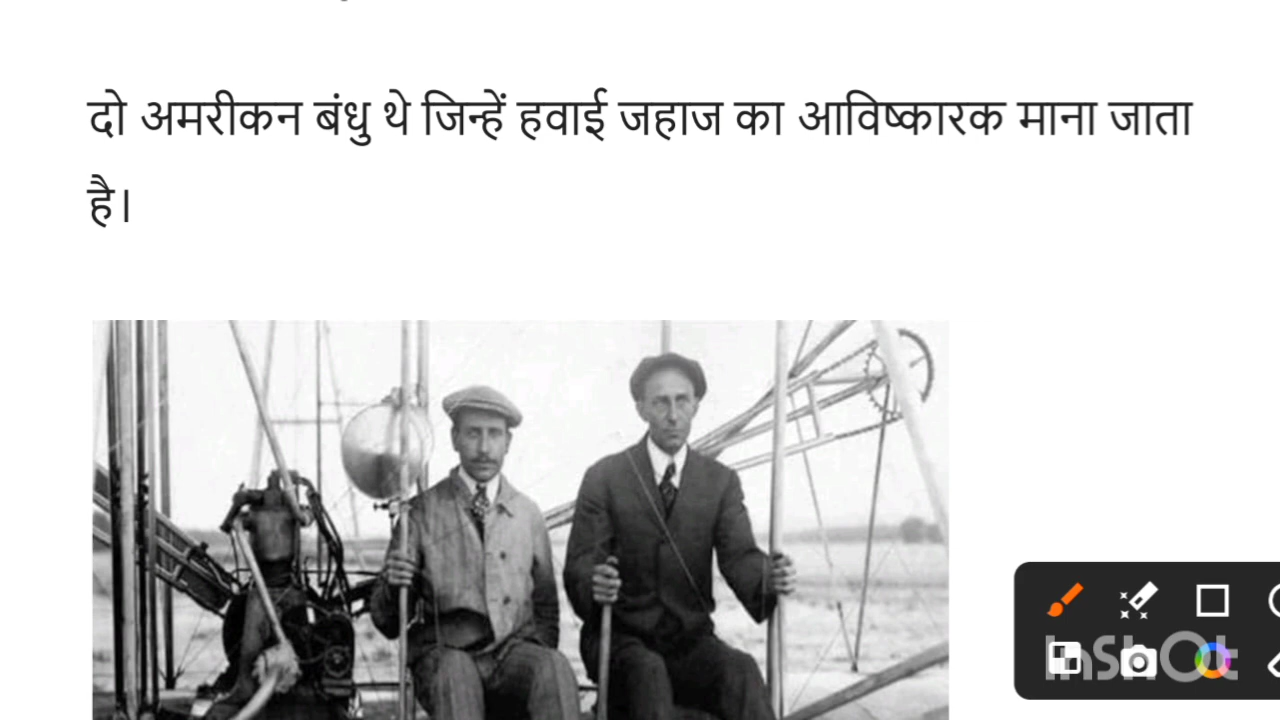 दो अमरीकन बंधु थे जिन्हें हवाई जहाज का आविष्कारक माना जाता
है।
InShOt